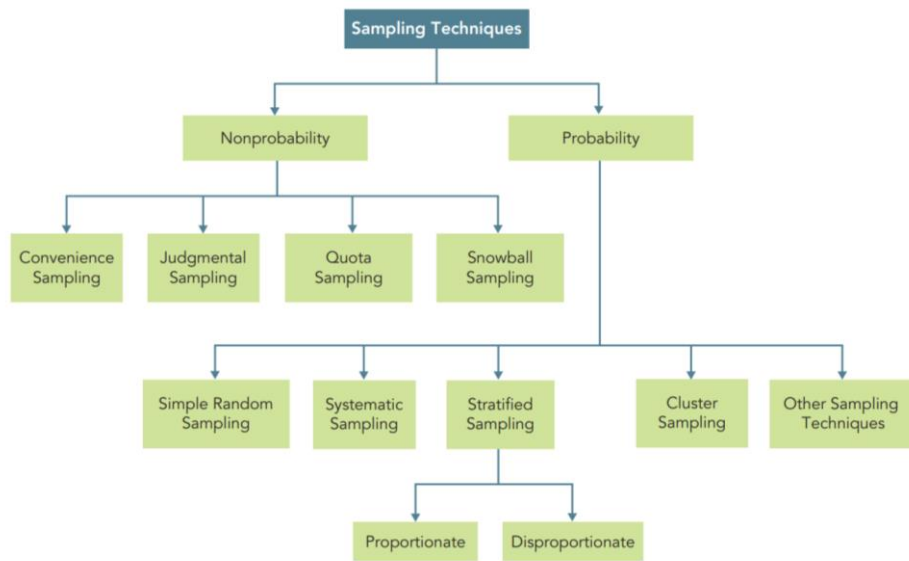 Sampling Techniques
Nonprobability
Probability
Convenience
Sampling
Judgmental
Sampling
Quota
Sampling
Snowball
Sampling
Simple Random
Sampling
Systematic
Sampling
Stratified
Sampling
Cluster
Sampling
Other Sampling
Techniques
Proportionate
Disproportionate